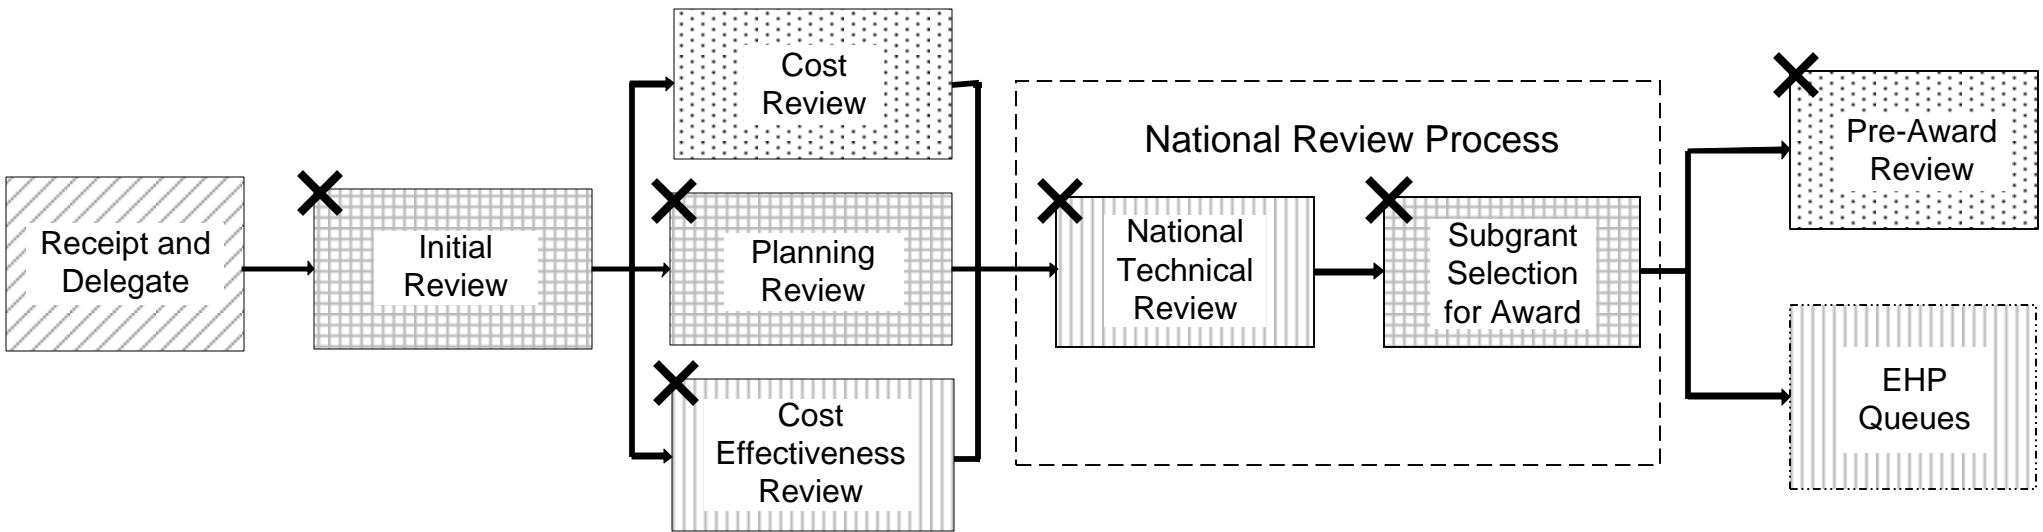 Receipt and
Delegate
Initial
Review
Cost
Review
Planning
Review
Cost
Effectiveness
Review
National Review Process
National
Technical
Review
Subgrant
Selection
for Award
Pre-Award
Review
EHP
Queues